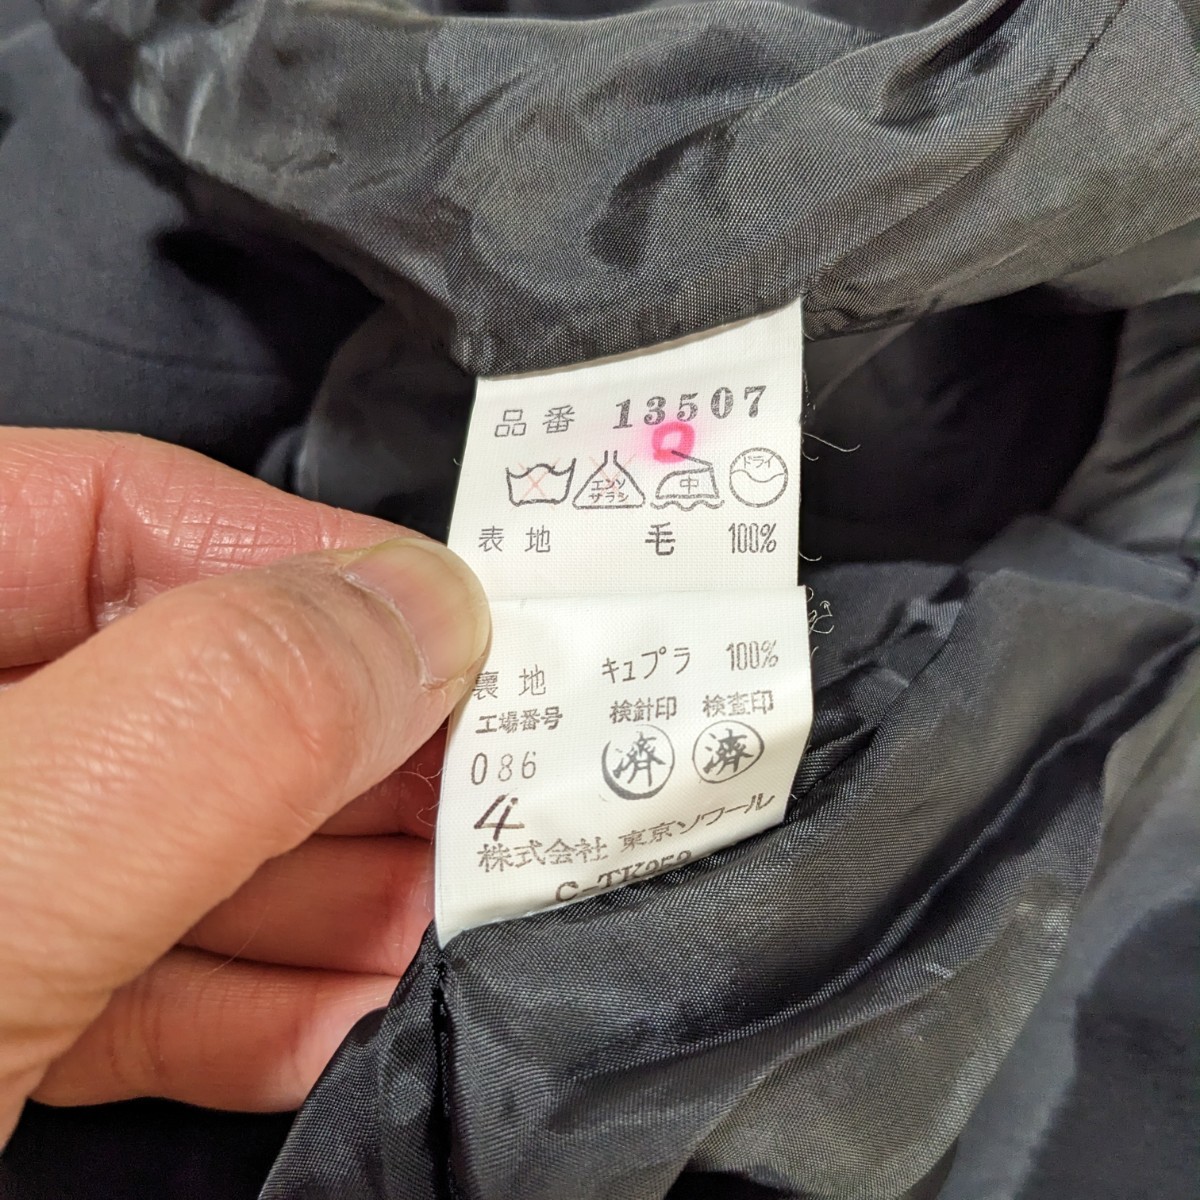 品番 13507
エンソサラシ 中 ドライ
表地 毛 100%
裏地 キュプラ 100%
工場番号 検針印 検査印
086 済 済
4
株式会社 東京ソワール